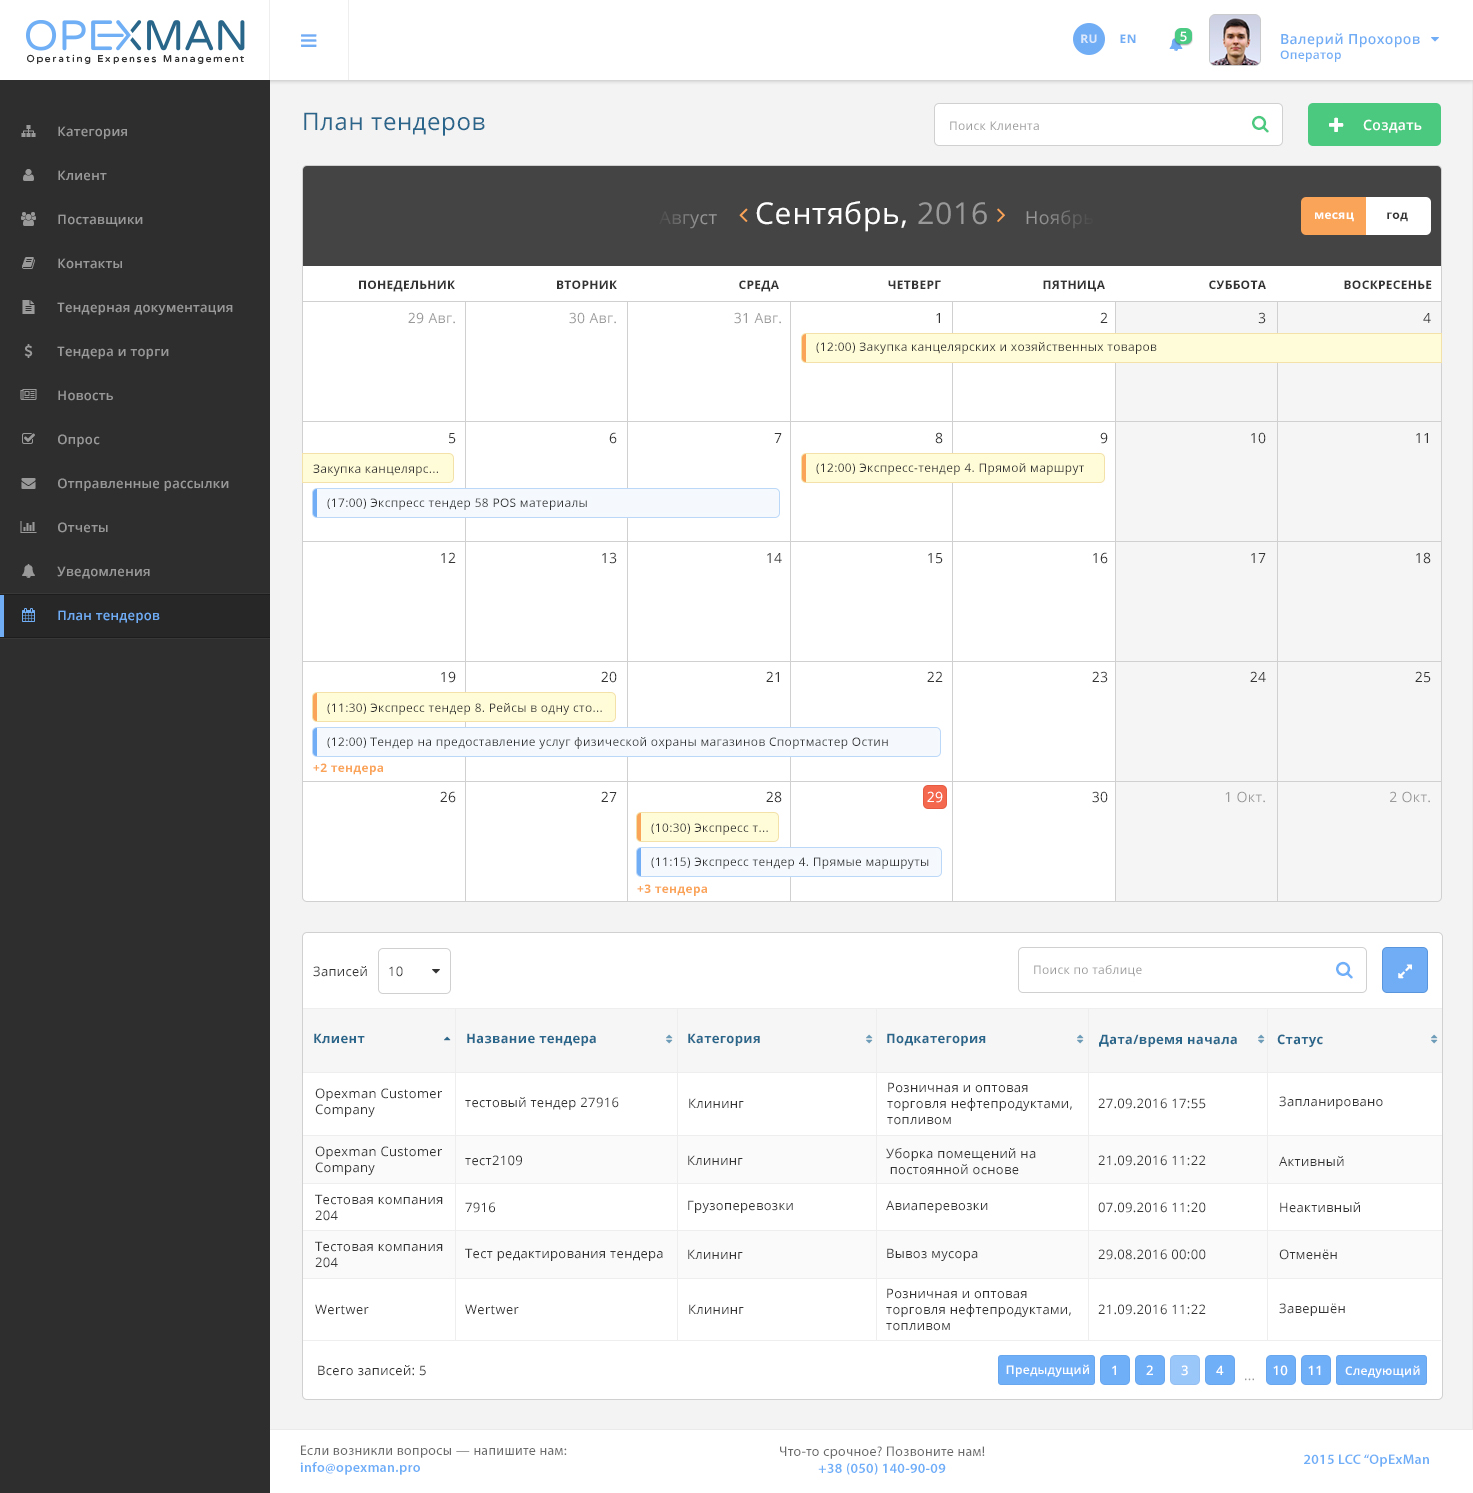 OPEXMAN
Operating Expenses Management
RU
EN
5
Валерий Прохоров
Оператор
Категория
Клиент
Поставщики
Контакты
Тендерная документация
Тендера и торги
Новость
Опрос
Отправленные рассылки
Отчеты
Уведомления
План тендеров
План тендеров
Поиск Клиента
Создать
Август
Сентябрь, 2016
Ноябрь
месяц
год
ПОНЕДЕЛЬНИК
ВТОРНИК
СРЕДА
ЧЕТВЕРГ
ПЯТНИЦА
СУББОТА
ВОСКРЕСЕНЬЕ
29 Авг.
30 Авг.
31 Авг.
1
2
3
4
(12:00) Закупка канцелярских и хозяйственных товаров
5
6
7
8
9
10
11
Закупка канцелярс...
(12:00) Экспресс-тендер 4. Прямой маршрут
(17:00) Экспресс тендер 58 POS материалы
12
13
14
15
16
17
18
19
20
21
22
23
24
25
(11:30) Экспресс тендер 8. Рейсы в одну сто...
(12:00) Тендер на предоставление услуг физической охраны магазинов Спортмастер Остин
+2 тендера
26
27
28
29
30
1 Окт.
2 Окт.
(10:30) Экспресс т...
(11:15) Экспресс тендер 4. Прямые маршруты
+3 тендера
Записей
10
Поиск по таблице
Клиент
Название тендера
Категория
Подкатегория
Дата/время начала
Статус
Opexman Customer
Company
тестовый тендер 27916
Клининг
Розничная и оптовая
торговля нефтепродуктами,
топливом
27.09.2016 17:55
Запланировано
Opexman Customer
Company
тест2109
Клининг
Уборка помещений на
постоянной основе
21.09.2016 11:22
Активный
Тестовая компания
204
7916
Грузоперевозки
Авиаперевозки
07.09.2016 11:20
Неактивный
Тестовая компания
204
Тест редактирования тендера
Клининг
Вывоз мусора
29.08.2016 00:00
Отменён
Wertwer
Wertwer
Клининг
Розничная и оптовая
торговля нефтепродуктами,
топливом
21.09.2016 11:22
Завершён
Всего записей: 5
Предыдущий
1
2
3
4
...
10
11
Следующий
Если возникли вопросы — напишите нам:
info@opexman.pro
Что-то срочное? Позвоните нам!
+38 (050) 140-90-09
2015 LCC “OpExMan